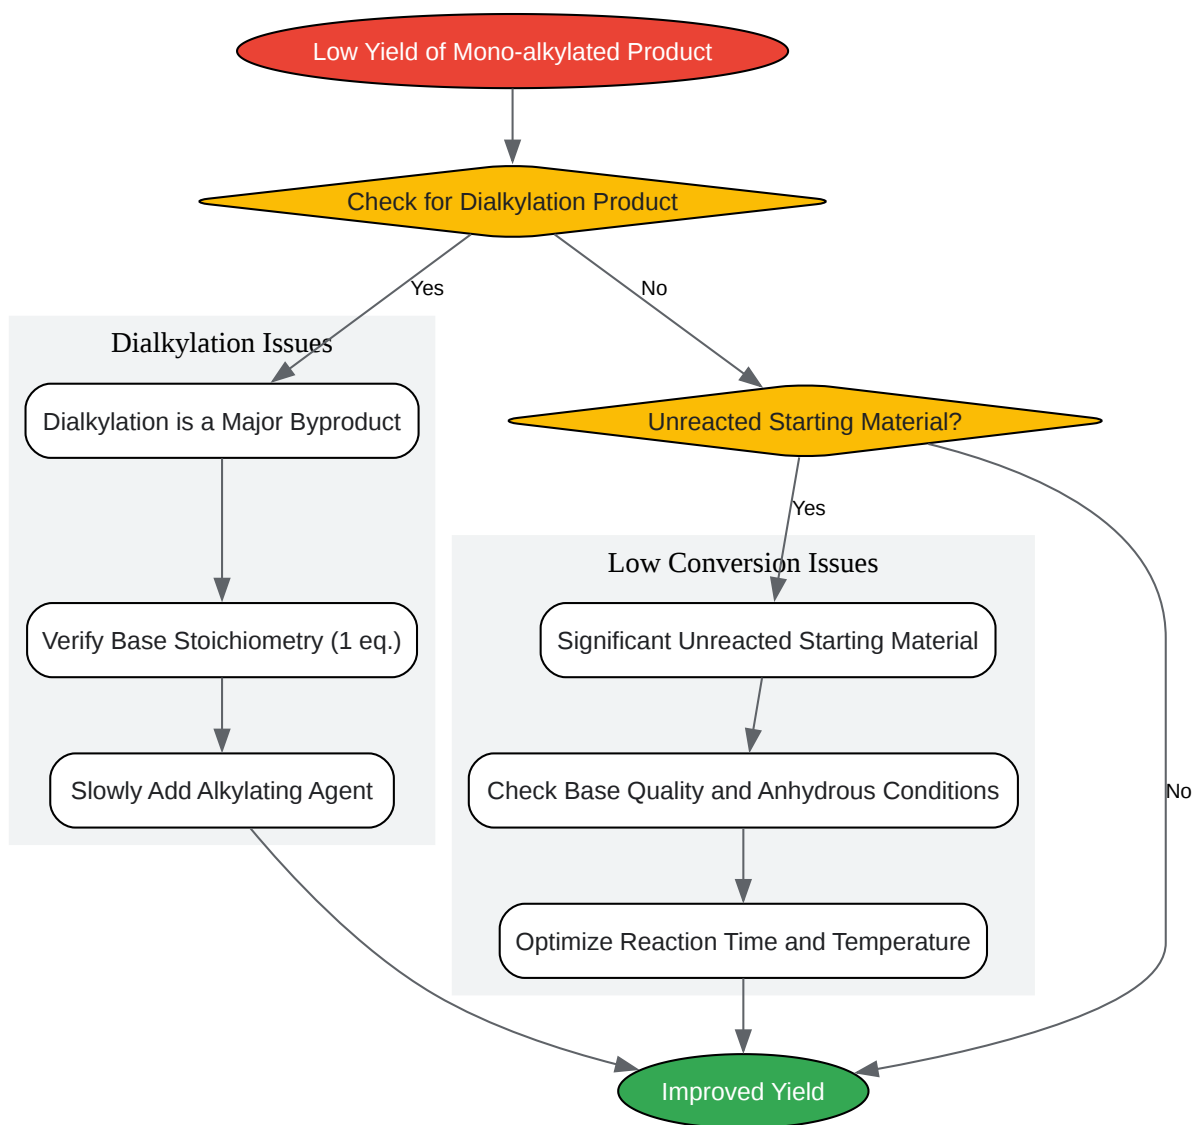 Low Yield of Mono-alkylated Product
Check for Dialkylation Product
Yes
No
Dialkylation Issues
Dialkylation is a Major Byproduct
Unreacted Starting Material?
Yes
Low Conversion Issues
Verify Base Stoichiometry (1 eq.)
Significant Unreacted Starting Material
Slowly Add Alkylating Agent
Check Base Quality and Anhydrous Conditions
No
Optimize Reaction Time and Temperature
Improved Yield